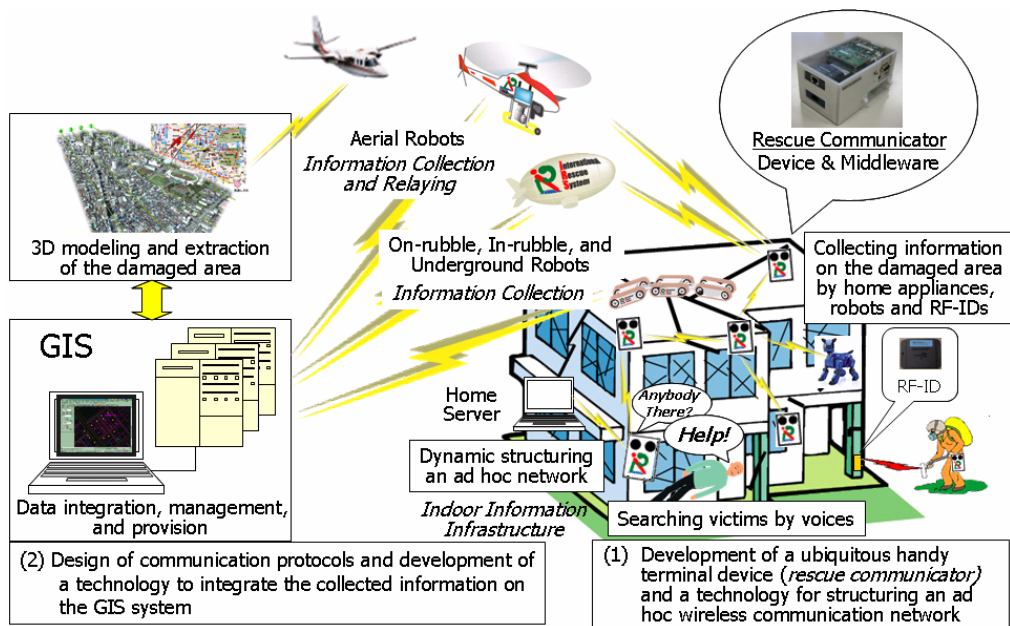 Rescue Communicator
Device & Middleware
Aerial Robots
Information Collection
and Relaying
International
Rescue
System
3D modeling and extraction
of the damaged area
On-rubble, In-rubble, and
Underground Robots
Information Collection
Collecting information
on the damaged area
by home appliances,
robots and RF-IDs
GIS
RF-ID
Home
Server
Anybody
There?
Help!
Dynamic structuring
an ad hoc network
Data integration, management,
and provision
Indoor Information
Infrastructure
Searching victims by voices
(2) Design of communication protocols and development of
a technology to integrate the collected information on
the GIS system
(1) Development of a ubiquitous handy
terminal device (rescue communicator)
and a technology for structuring an ad
hoc wireless communication network